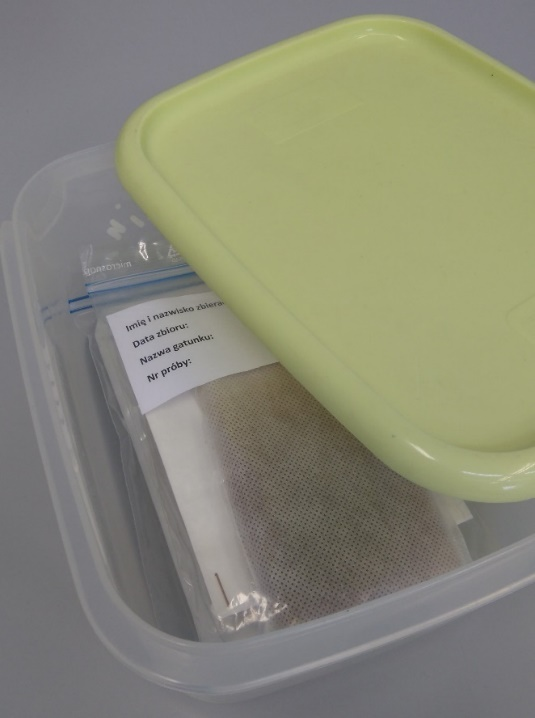 Imię i nazwisko zbiera
Data zbioru:
Nazwa gatunku:
Nr próby: